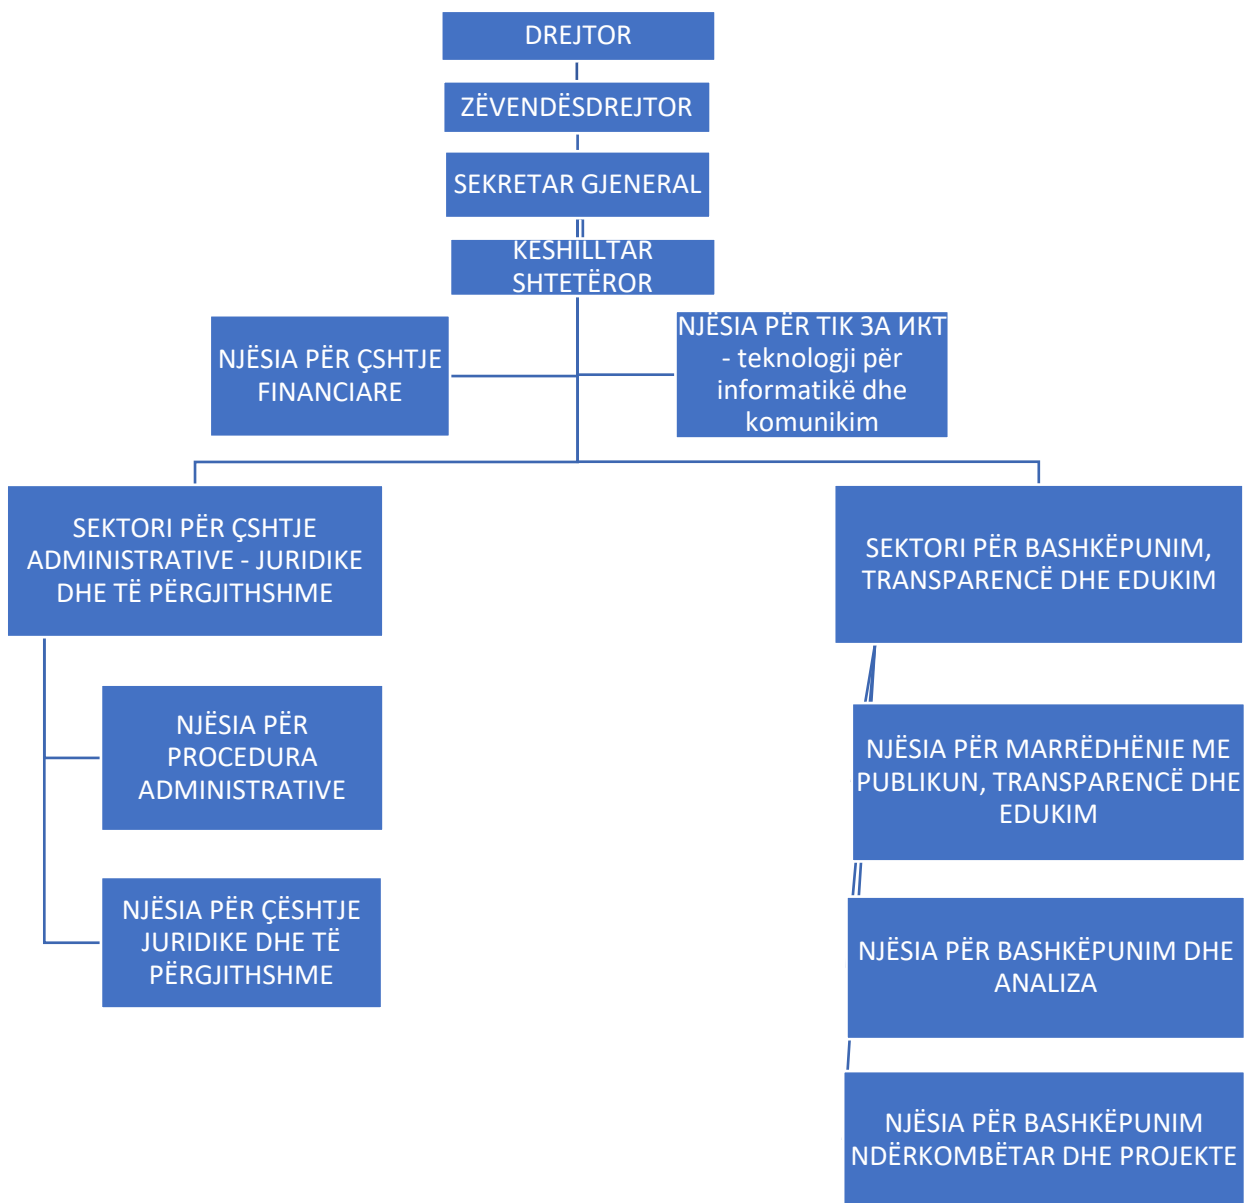 DREJTOR
ZËVENDËSDREJTOR
SEKRETAR GJENERAL
KESHILLTAR
SHTETËROR
NJËSIA PËR ÇSHTJE
FINANCIARE
NJËSIA PËR TIK ЗА ИКТ
- teknologji për
informatikë dhe
komunikim
SEKTORI PËR ÇSHTJE
ADMINISTRATIVE - JURIDIKE
DHE TË PËRGJITHSHME
SEKTORI PËR BASHKËPUNIM,
TRANSPARENCË DHE EDUKIM
NJËSIA PËR
PROCEDURA
ADMINISTRATIVE
NJËSIA PËR ÇËSHTJE
JURIDIKE DHE TË
PËRGJITHSHME
NJËSIA PËR MARRËDHËNIE ME
PUBLIKUN, TRANSPARENCË DHE
EDUKIM
NJËSIA PËR BASHKËPUNIM DHE
ANALIZA
NJËSIA PËR BASHKËPUNIM
NDËRKOMBËTAR DHE PROJEKTE